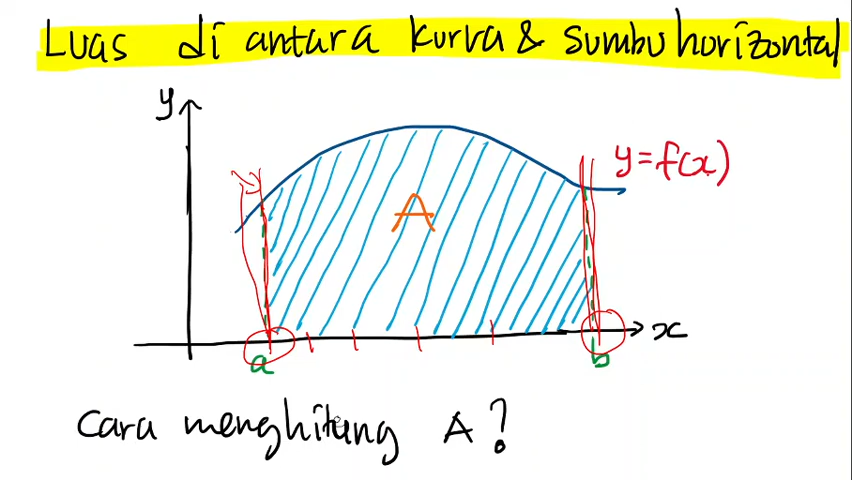 Luas di antara kurva & sumbu horizontal
y
y=f(x)
A
x
a
b
cara menghitung A?